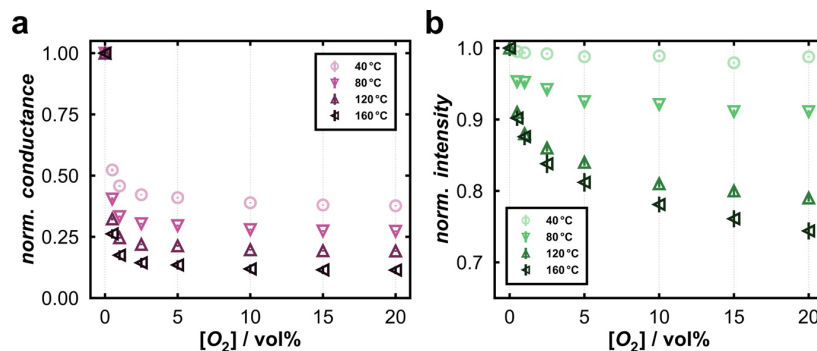 a
norm. conductance
1.00
0.75
0.50
0.25
0.00
40 °C
80 °C
120 °C
160 °C
0 5 10 15 20
[O₂] / vol%
b
norm. intensity
1.0
0.9
0.8
0.7
40 °C
80 °C
120 °C
160 °C
0 5 10 15 20
[O₂] / vol%